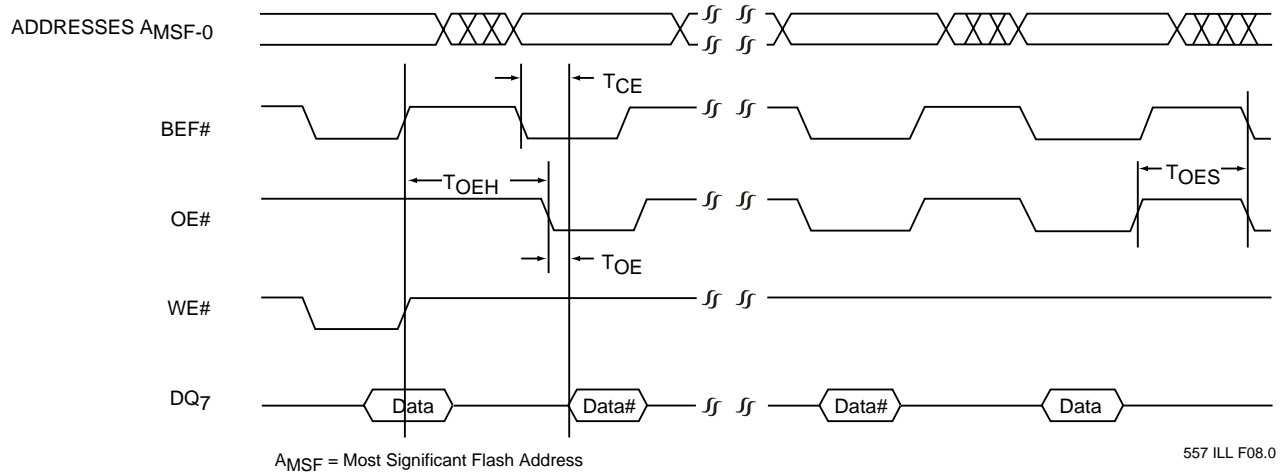 ADDRESSES AMSF-0
TCE
BEF#
TOEH
TOES
OE#
TOE
WE#
DQ7
Data
Data#
Data#
Data
AMSF = Most Significant Flash Address
557 ILL F08.0